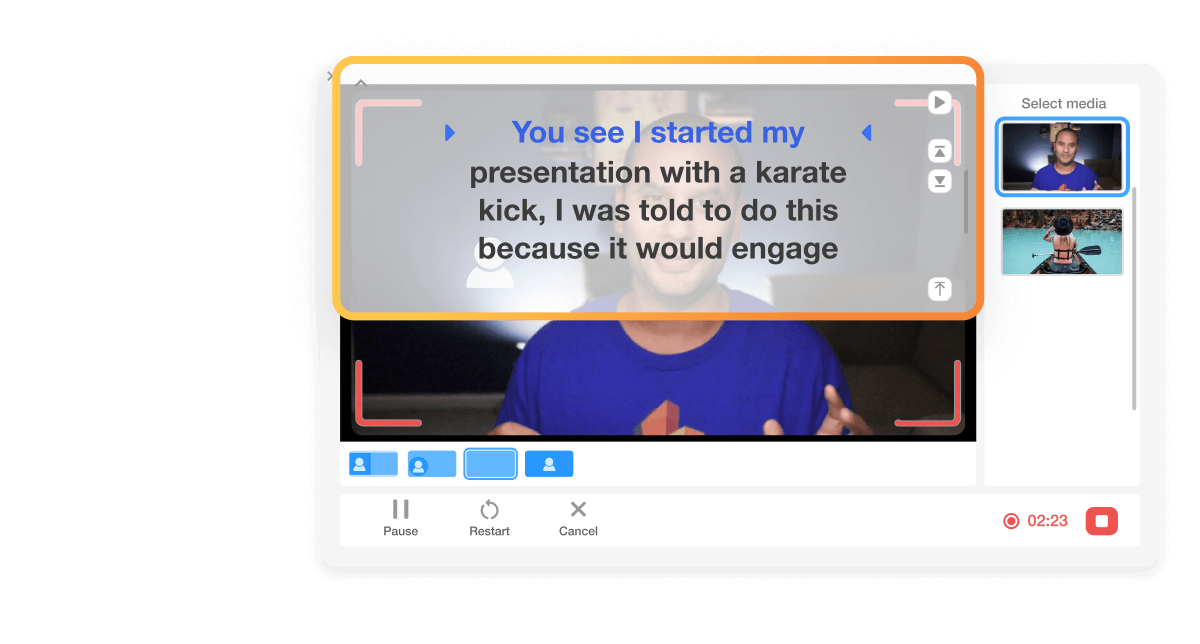 Select media
You see I started my
presentation with a karate
kick, I was told to do this
because it would engage
Pause
Restart
Cancel
02:23